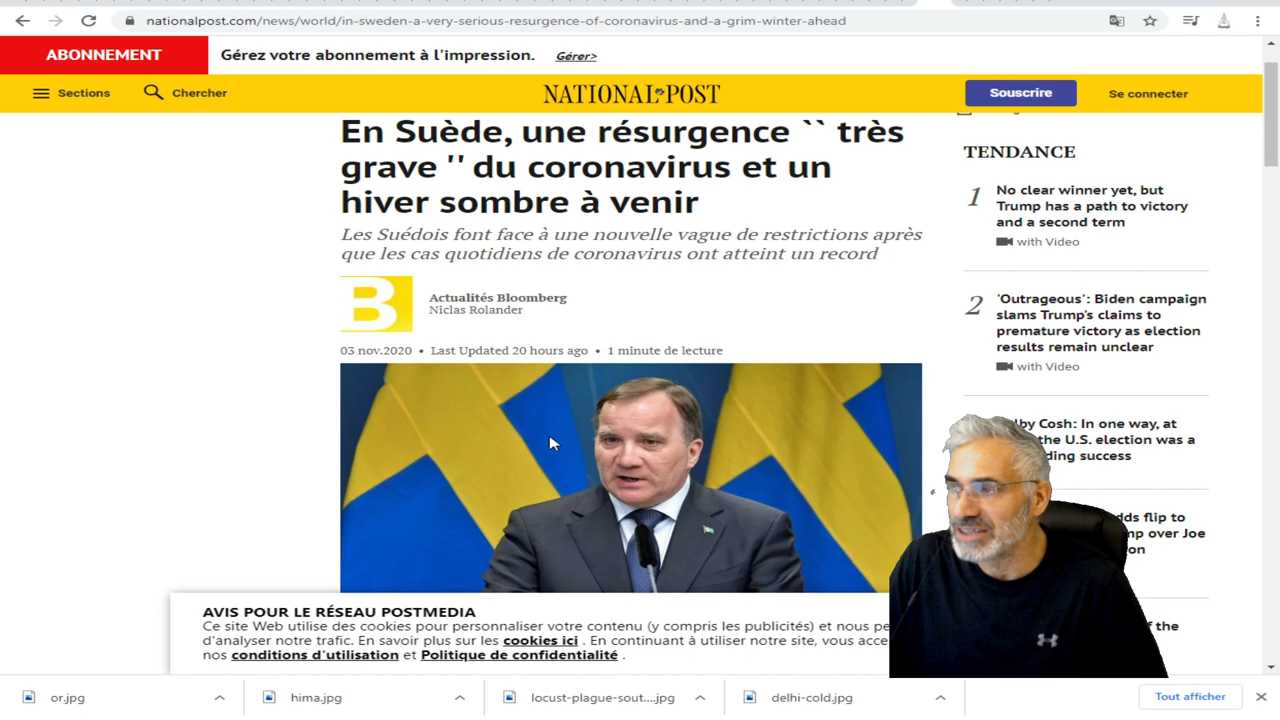 nationalpost.com/news/world/in-sweden-a-very-serious-resurgence-of-coronavirus-and-a-grim-winter-ahead
ABONNEMENT
Gérez votre abonnement à l'impression. Gérer>
Sections
Chercher
NATIONAL POST
Souscrire
Se connecter
En Suède, une résurgence `` très
grave '' du coronavirus et un
hiver sombre à venir
Les Suédois font face à une nouvelle vague de restrictions après
que les cas quotidiens de coronavirus ont atteint un record
B
Actualités Bloomberg
Niclas Rolander
03 nov.2020 • Last Updated 20 hours ago • 1 minute de lecture
TENDANCE
1
No clear winner yet, but
Trump has a path to victory
and a second term
with Video
2
'Outrageous': Biden campaign
slams Trump's claims to
premature victory as election
results remain unclear
with Video
Cosh: In one way, at
the U.S. election was a
success
flip to
over Joe
of the
AVIS POUR LE RÉSEAU POSTMEDIA
Ce site Web utilise des cookies pour personnaliser votre contenu (y compris les publicités) et nous
d'analyser notre trafic. En savoir plus sur les cookies ici . En continuant à utiliser notre site, vous
nos conditions d'utilisation et Politique de confidentialité .
or.jpg
hima.jpg
locust-plague-sout....jpg
delhi-cold.jpg
Tout afficher